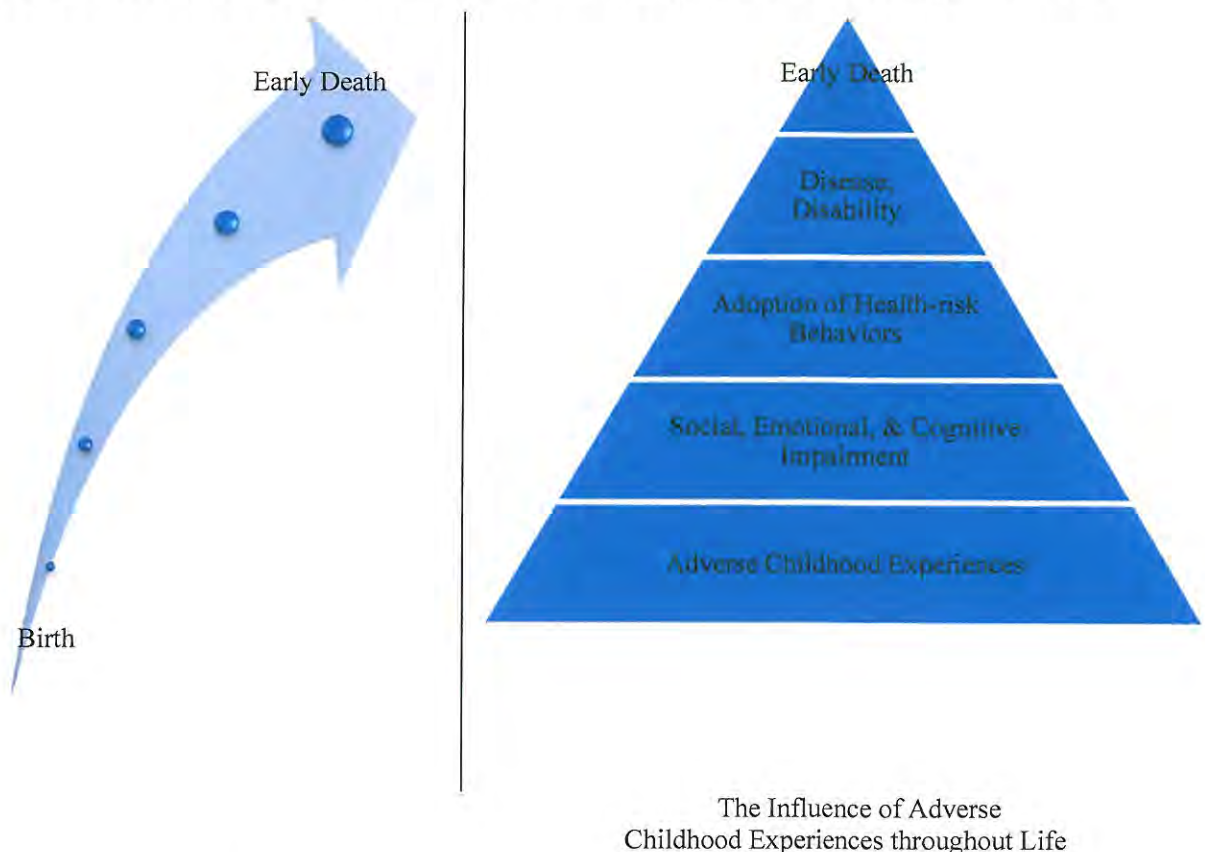 Early Death
Birth
Early Death
Disease,
Disability
Adoption of Health-risk
Behaviors
Social, Emotional, & Cognitive
Impairment
Adverse Childhood Experiences
The Influence of Adverse
Childhood Experiences throughout Life